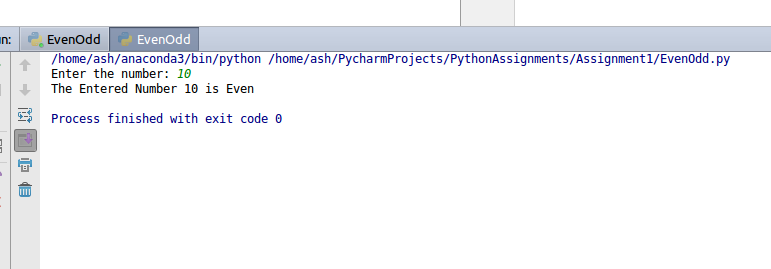 n: EvenOdd EvenOdd
/home/ash/anaconda3/bin/python /home/ash/PycharmProjects/PythonAssignments/Assignment1/EvenOdd.py
Enter the number: 10
The Entered Number 10 is Even
Process finished with exit code 0